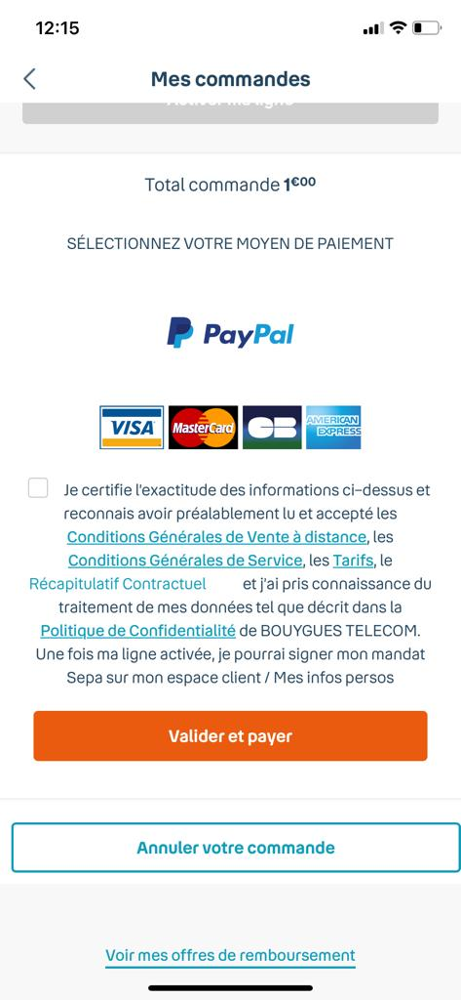 12:15
Mes commandes
Activer ma ligne
Total commande 1€00
SÉLECTIONNEZ VOTRE MOYEN DE PAIEMENT
PayPal
VISA MasterCard CB AMERICAN EXPRESS
Je certifie l'exactitude des informations ci-dessus et
reconnais avoir préalablement lu et accepté les
Conditions Générales de Vente à distance, les
Conditions Générales de Service, les Tarifs, le
Récapitulatif Contractuel et j'ai pris connaissance du
traitement de mes données tel que décrit dans la
Politique de Confidentialité de BOUYGUES TELECOM.
Une fois ma ligne activée, je pourrai signer mon mandat
Sepa sur mon espace client / Mes infos persos
Valider et payer
Annuler votre commande
Voir mes offres de remboursement